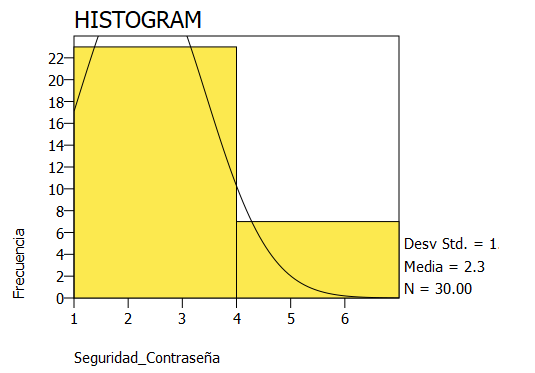 HISTOGRAM
22
20
18
16
14
12
10
8
6
4
2
0
Frecuencia
1 2 3 4 5 6
Seguridad_Contraseña
Desv Std. = 1
Media = 2.3
N = 30.00